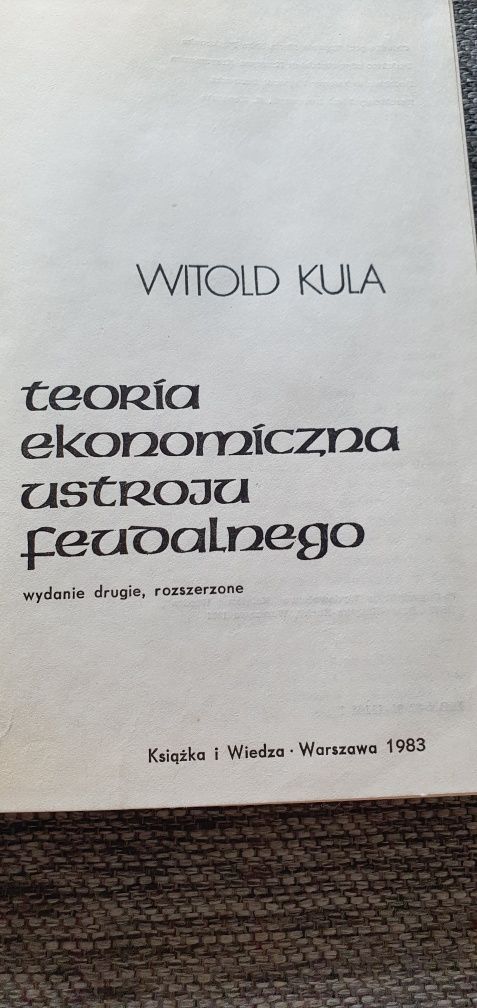 WITOLD KULA
teoria
ekonomiczna
ustroju
feudalnego
wydanie drugie, rozszerzone
Książka i Wiedza · Warszawa 1983